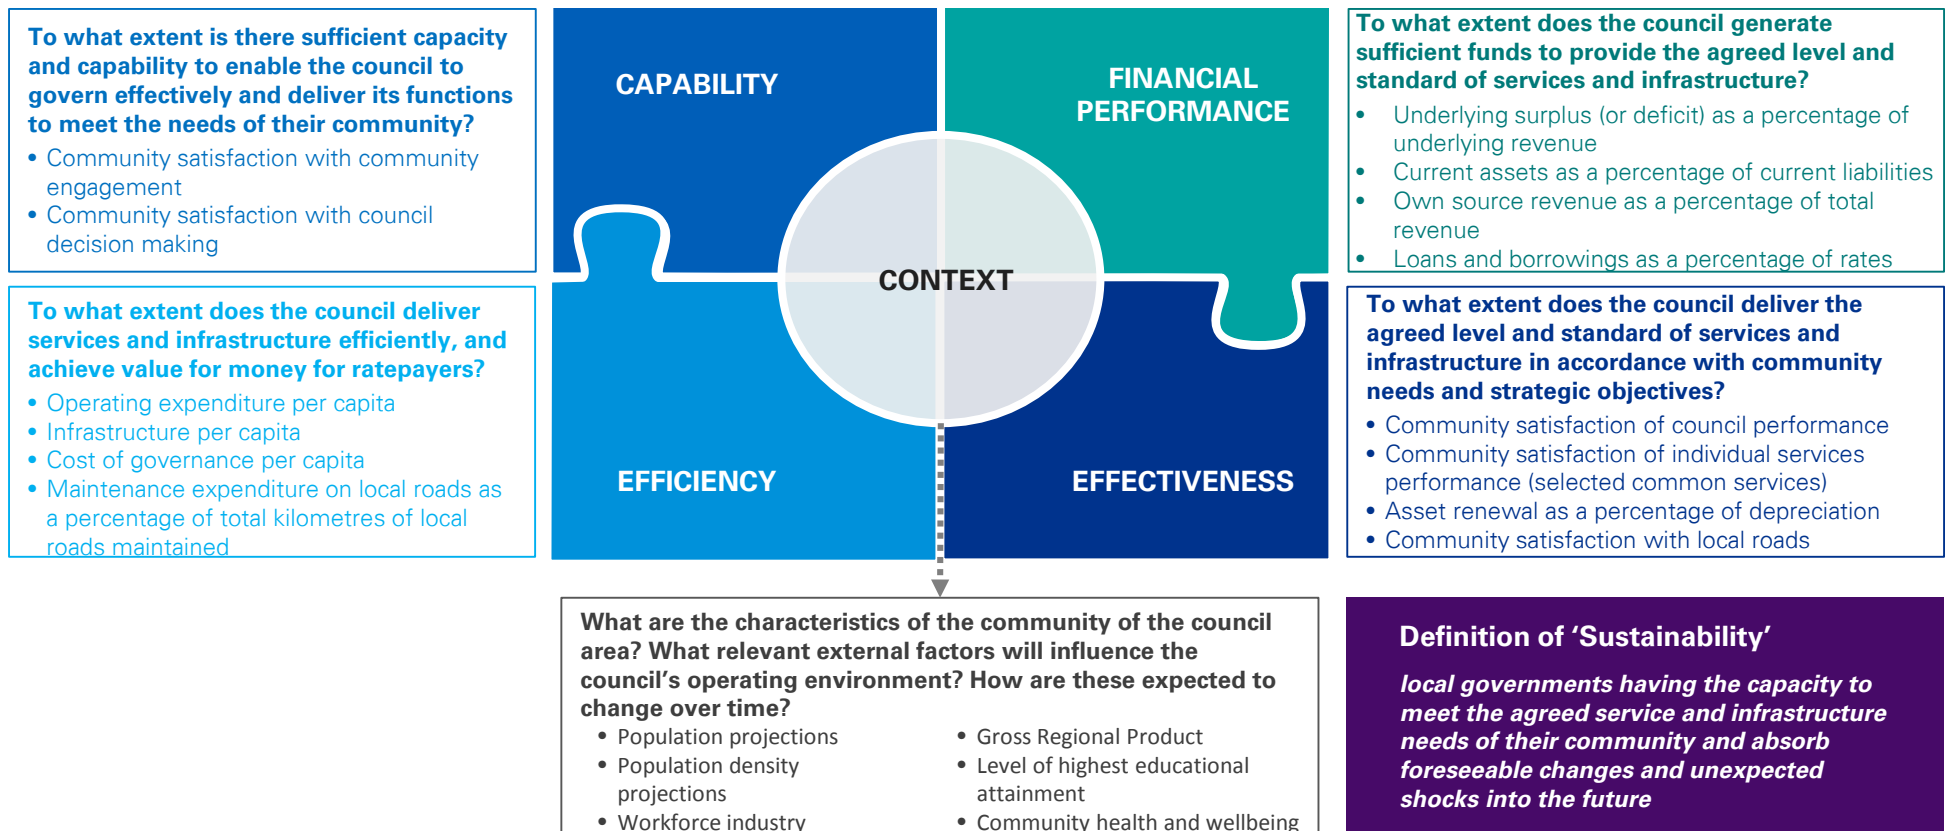 To what extent is there sufficient capacity
and capability to enable the council to
govern effectively and deliver its functions
to meet the needs of their community?
• Community satisfaction with community
engagement
• Community satisfaction with council
decision making
CAPABILITY
FINANCIAL
PERFORMANCE
To what extent does the council generate
sufficient funds to provide the agreed level and
standard of services and infrastructure?
• Underlying surplus (or deficit) as a percentage of
underlying revenue
• Current assets as a percentage of current liabilities
• Own source revenue as a percentage of total
revenue
• Loans and borrowings as a percentage of rates
CONTEXT
To what extent does the council deliver
services and infrastructure efficiently, and
achieve value for money for ratepayers?
• Operating expenditure per capita
• Infrastructure per capita
• Cost of governance per capita
• Maintenance expenditure on local roads as
a percentage of total kilometres of local
roads maintained
EFFICIENCY
EFFECTIVENESS
To what extent does the council deliver the
agreed level and standard of services and
infrastructure in accordance with community
needs and strategic objectives?
• Community satisfaction of council performance
• Community satisfaction of individual services
performance (selected common services)
• Asset renewal as a percentage of depreciation
• Community satisfaction with local roads
What are the characteristics of the community of the council
area? What relevant external factors will influence the
council’s operating environment? How are these expected to
change over time?
• Population projections
• Population density
projections
• Workforce industry
• Gross Regional Product
• Level of highest educational
attainment
• Community health and wellbeing
Definition of ‘Sustainability’
local governments having the capacity to
meet the agreed service and infrastructure
needs of their community and absorb
foreseeable changes and unexpected
shocks into the future